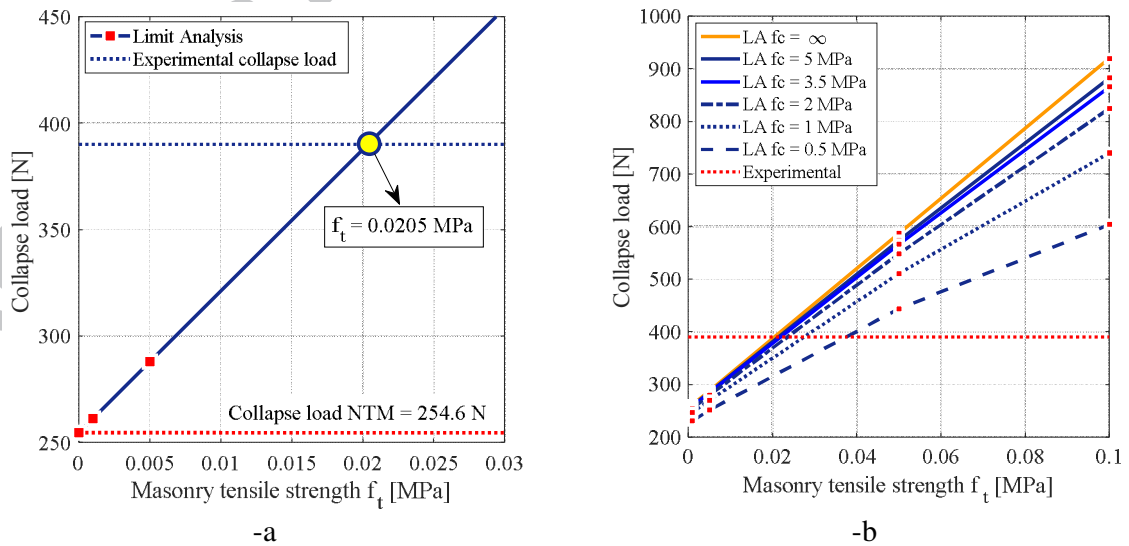 450
400
350
300
250
Collapse load [N]
Limit Analysis
Experimental collapse load
f_t = 0.0205 MPa
Collapse load NTM = 254.6 N
0 0.005 0.01 0.015 0.02 0.025 0.03
Masonry tensile strength f_t [MPa]
-a
1000
900
800
700
600
500
400
300
200
Collapse load [N]
LA fc = ∞
LA fc = 5 MPa
LA fc = 3.5 MPa
LA fc = 2 MPa
LA fc = 1 MPa
LA fc = 0.5 MPa
Experimental
0 0.02 0.04 0.06 0.08 0.1
Masonry tensile strength f_t [MPa]
-b